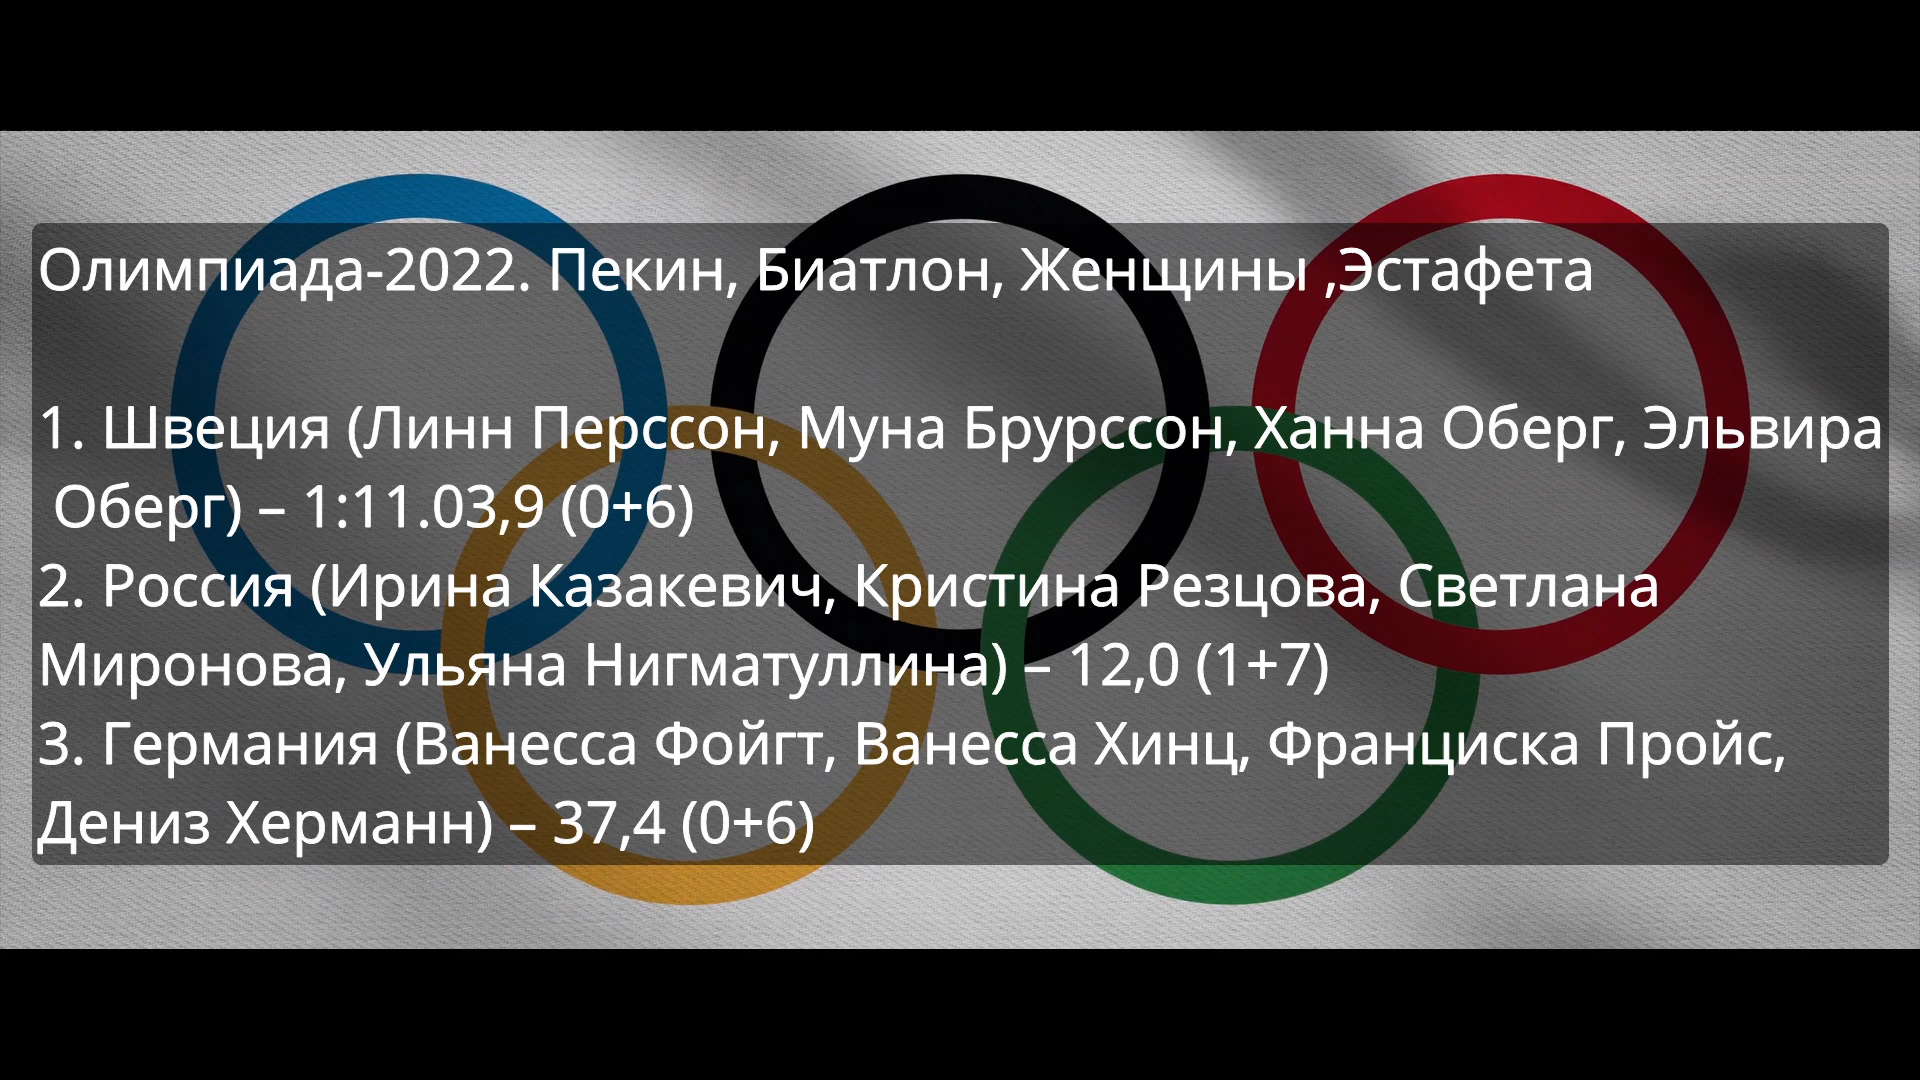 Олимпиада-2022. Пекин, Биатлон, Женщины ,Эстафета
1. Швеция (Линн Перссон, Муна Брурссон, Ханна Оберг, Эльвира
Оберг) – 1:11.03,9 (0+6)
2. Россия (Ирина Казакевич, Кристина Резцова, Светлана
Миронова, Ульяна Нигматуллина) – 12,0 (1+7)
3. Германия (Ванесса Фойгт, Ванесса Хинц, Франциска Пройс,
Дениз Херманн) – 37,4 (0+6)